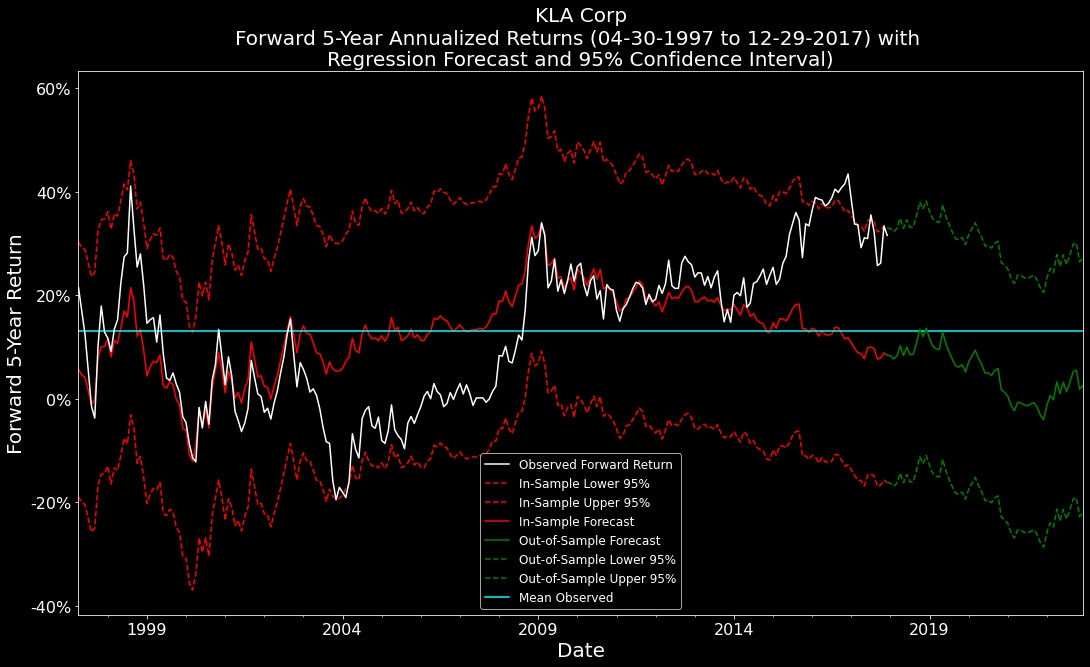 KLA Corp
Forward 5-Year Annualized Returns (04-30-1997 to 12-29-2017) with
Regression Forecast and 95% Confidence Interval)
Forward 5-Year Return
60%
40%
20%
0%
-20%
-40%
Observed Forward Return
In-Sample Lower 95%
In-Sample Upper 95%
In-Sample Forecast
Out-of-Sample Forecast
Out-of-Sample Lower 95%
Out-of-Sample Upper 95%
Mean Observed
1999 2004 2009 2014 2019
Date